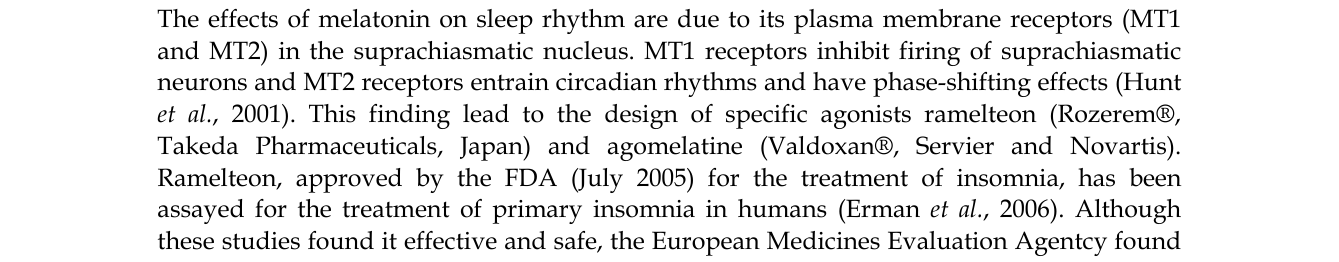 The effects of melatonin on sleep rhythm are due to its plasma membrane receptors (MT1
and MT2) in the suprachiasmatic nucleus. MT1 receptors inhibit firing of suprachiasmatic
neurons and MT2 receptors entrain circadian rhythms and have phase-shifting effects (Hunt
et al., 2001). This finding lead to the design of specific agonists ramelteon (Rozerem®,
Takeda Pharmaceuticals, Japan) and agomelatine (Valdoxan®, Servier and Novartis).
Ramelteon, approved by the FDA (July 2005) for the treatment of insomnia, has been
assayed for the treatment of primary insomnia in humans (Erman et al., 2006). Although
these studies found it effective and safe, the European Medicines Evaluation Agentcy found